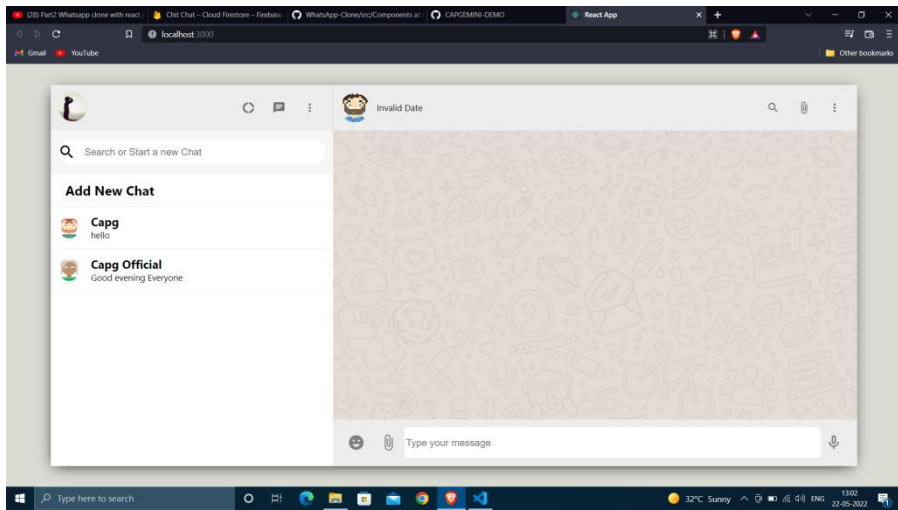 (28) Part2 Whatsapp clone with react
Chit Chat – Cloud Firestore – Firebase
WhatsApp-Clone/src/Components at
CAPGEMINI-DEMO
React App
localhost:3000
Gmail
YouTube
Other bookmarks
Invalid Date
Search or Start a new Chat
Add New Chat
Capg
hello
Capg Official
Good evening Everyone
Type your message
Type here to search
32°C Sunny
ENG
13:02
22-05-2022